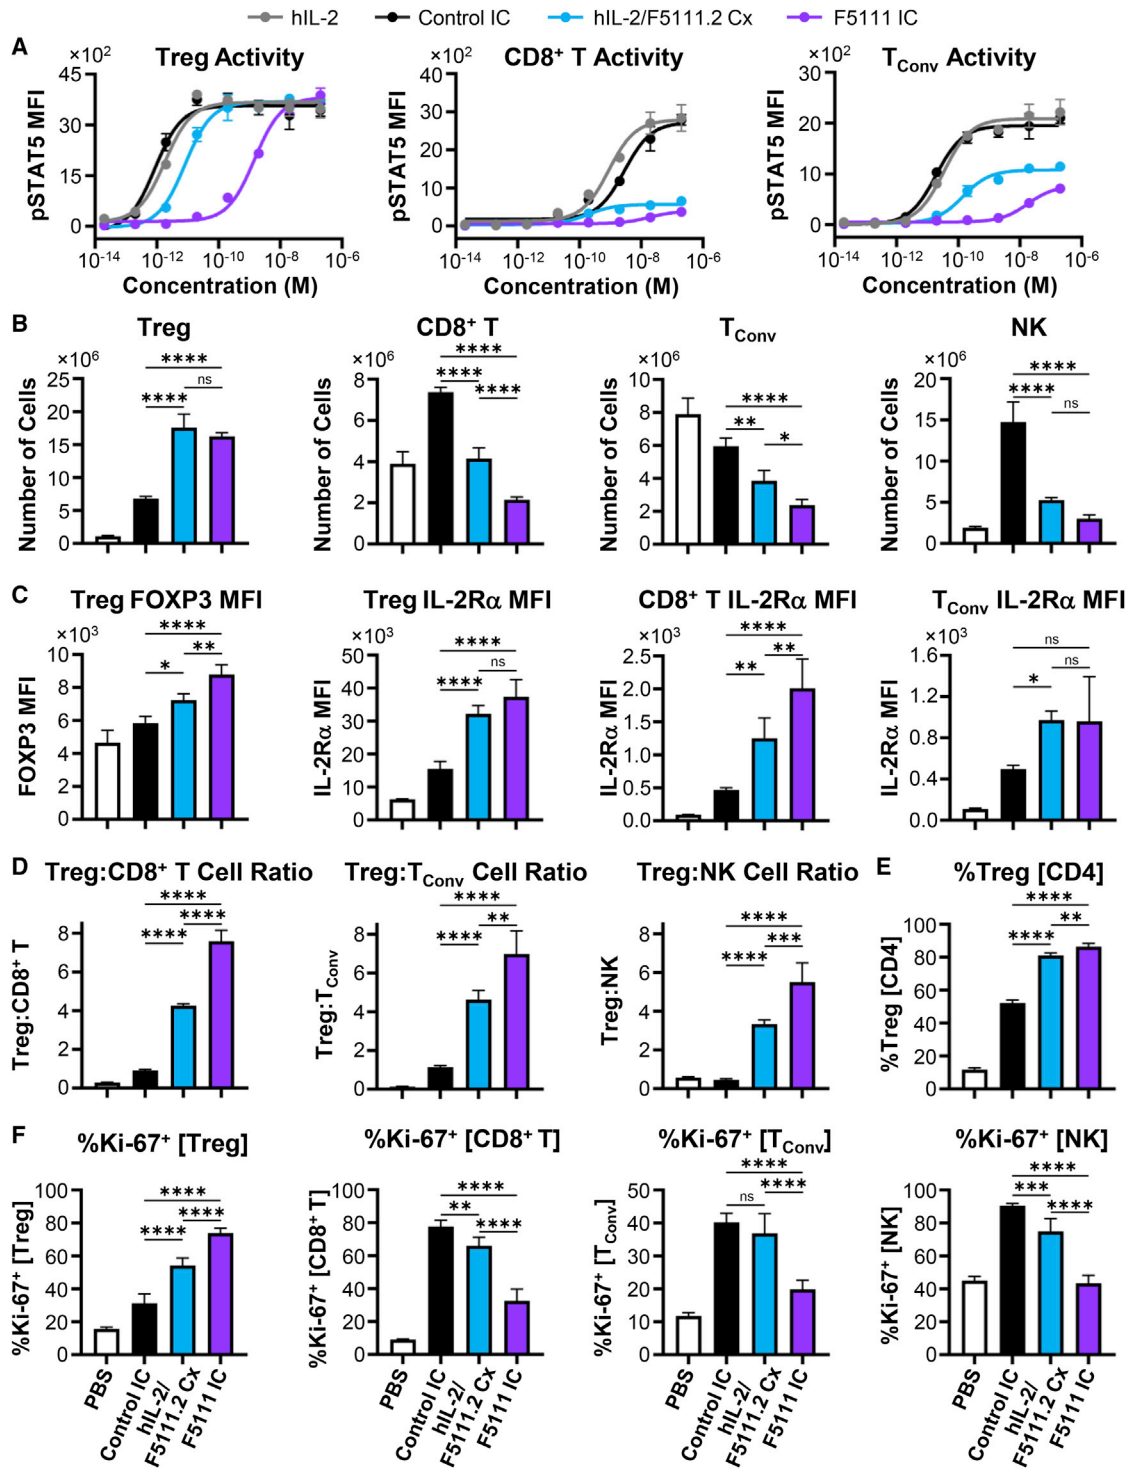 hIL-2 Control IC hIL-2/F5111.2 Cx F5111 IC
A
Treg Activity CD8⁺ T Activity T_Conv Activity
×10² ×10² ×10²
pSTAT5 MFI pSTAT5 MFI pSTAT5 MFI
45 30 15 0
40 30 20 10 0
30 20 10 0
10⁻¹⁴ 10⁻¹² 10⁻¹⁰ 10⁻⁸ 10⁻⁶
10⁻¹⁴ 10⁻¹² 10⁻¹⁰ 10⁻⁸ 10⁻⁶
10⁻¹⁴ 10⁻¹² 10⁻¹⁰ 10⁻⁸ 10⁻⁶
Concentration (M) Concentration (M) Concentration (M)
B
Treg CD8⁺ T T_Conv NK
×10⁶ ×10⁶ ×10⁶ ×10⁶
Number of Cells Number of Cells Number of Cells Number of Cells
25 20 15 10 5 0
8 6 4 2 0
10 8 6 4 2 0
20 15 10 5 0
**** **** ns
**** **** ****
**** ** *
**** **** ns
C
Treg FOXP3 MFI Treg IL-2Rα MFI CD8⁺ T IL-2Rα MFI T_Conv IL-2Rα MFI
×10³ ×10³ ×10³ ×10³
FOXP3 MFI IL-2Rα MFI IL-2Rα MFI IL-2Rα MFI
10 8 6 4 2 0
50 40 30 20 10 0
2.5 2.0 1.5 1.0 0.5 0.0
1.6 1.2 0.8 0.4 0.0
**** ** *
**** ns ****
**** ** **
ns ns *
D
Treg:CD8⁺ T Cell Ratio Treg:T_Conv Cell Ratio Treg:NK Cell Ratio
Treg:CD8⁺ T Treg:T_Conv Treg:NK
8 6 4 2 0
8 6 4 2 0
8 6 4 2 0
**** **** ****
**** ** ****
**** *** ****
E
%Treg [CD4]
%Treg [CD4]
100 80 60 40 20 0
**** ** ****
F
%Ki-67⁺ [Treg] %Ki-67⁺ [CD8⁺ T] %Ki-67⁺ [T_Conv] %Ki-67⁺ [NK]
%Ki-67⁺ [Treg] %Ki-67⁺ [CD8⁺ T] %Ki-67⁺ [T_Conv] %Ki-67⁺ [NK]
100 80 60 40 20 0
100 80 60 40 20 0
50 40 30 20 10 0
100 80 60 40 20 0
**** **** ****
**** ** ****
**** **** ns
**** *** ****
PBS Control IC hIL-2/ F5111.2 Cx F5111 IC
PBS Control IC hIL-2/ F5111.2 Cx F5111 IC
PBS Control IC hIL-2/ F5111.2 Cx F5111 IC
PBS Control IC hIL-2/ F5111.2 Cx F5111 IC